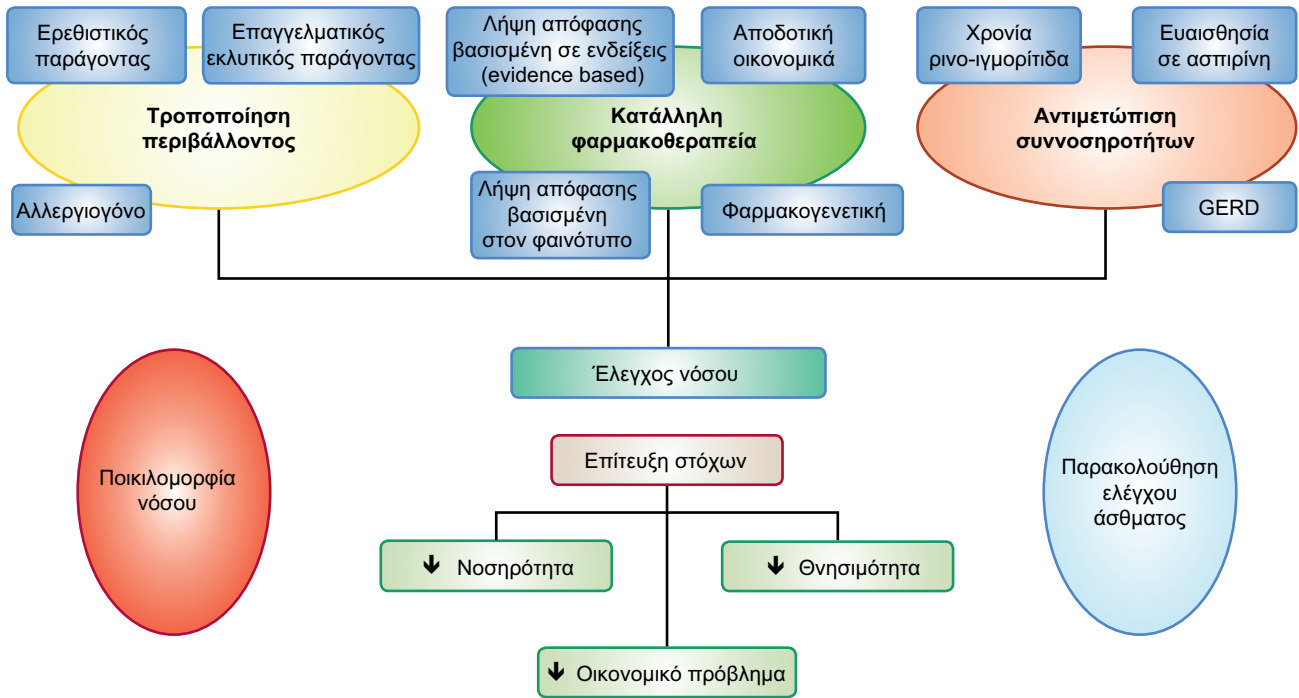 Ερεθιστικός
παράγοντας
Επαγγελματικός
εκλυτικός παράγοντας
Τροποποίηση
περιβάλλοντος
Αλλεργιογόνο
Λήψη απόφασης
βασισμένη σε ενδείξεις
(evidence based)
Αποδοτική
οικονομικά
Κατάλληλη
φαρμακοθεραπεία
Λήψη απόφασης
βασισμένη
στον φαινότυπο
Φαρμακογενετική
Χρονία
ρινο-ιγμορίτιδα
Ευαισθησία
σε ασπιρίνη
Αντιμετώπιση
συννοσηροτήτων
GERD
Έλεγχος νόσου
Ποικιλομορφία
νόσου
Επίτευξη στόχων
🡻 Νοσηρότητα
🡻 Θνησιμότητα
🡻 Οικονομικό πρόβλημα
Παρακολούθηση
ελέγχου
άσθματος